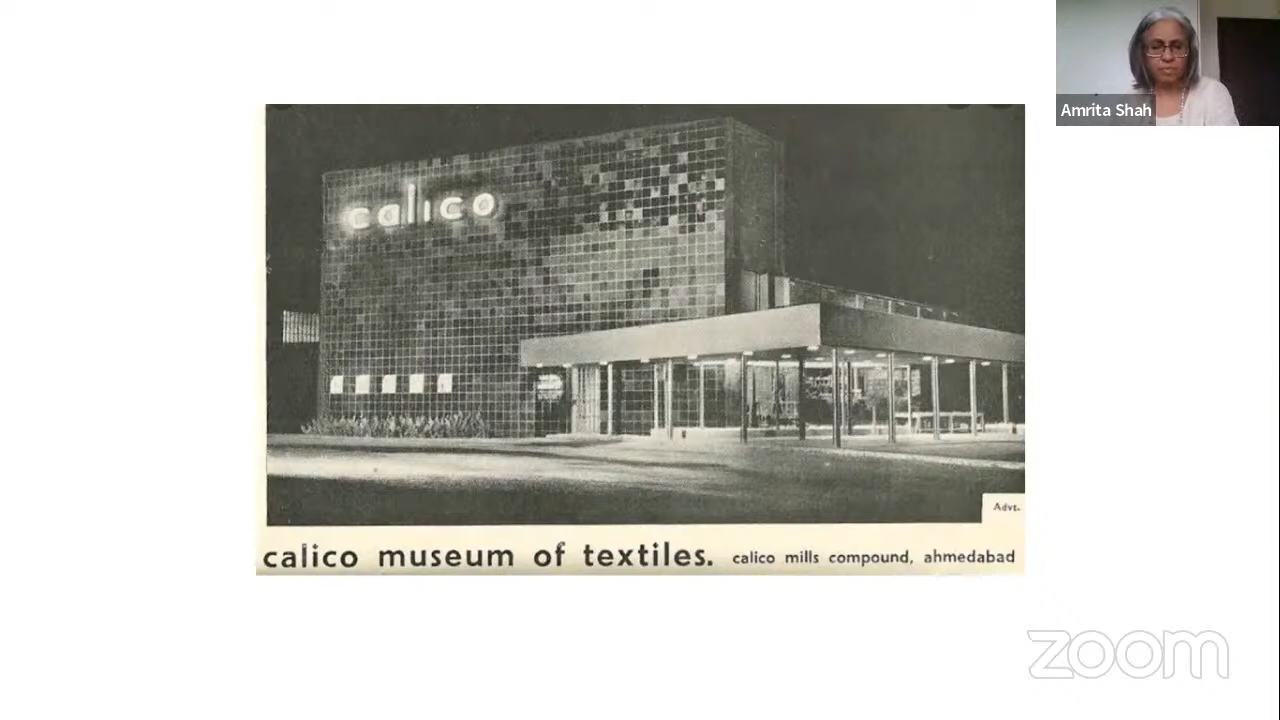 Amrita Shah
calico
Advt.
calico museum of textiles. calico mills compound, ahmedabad
zoom